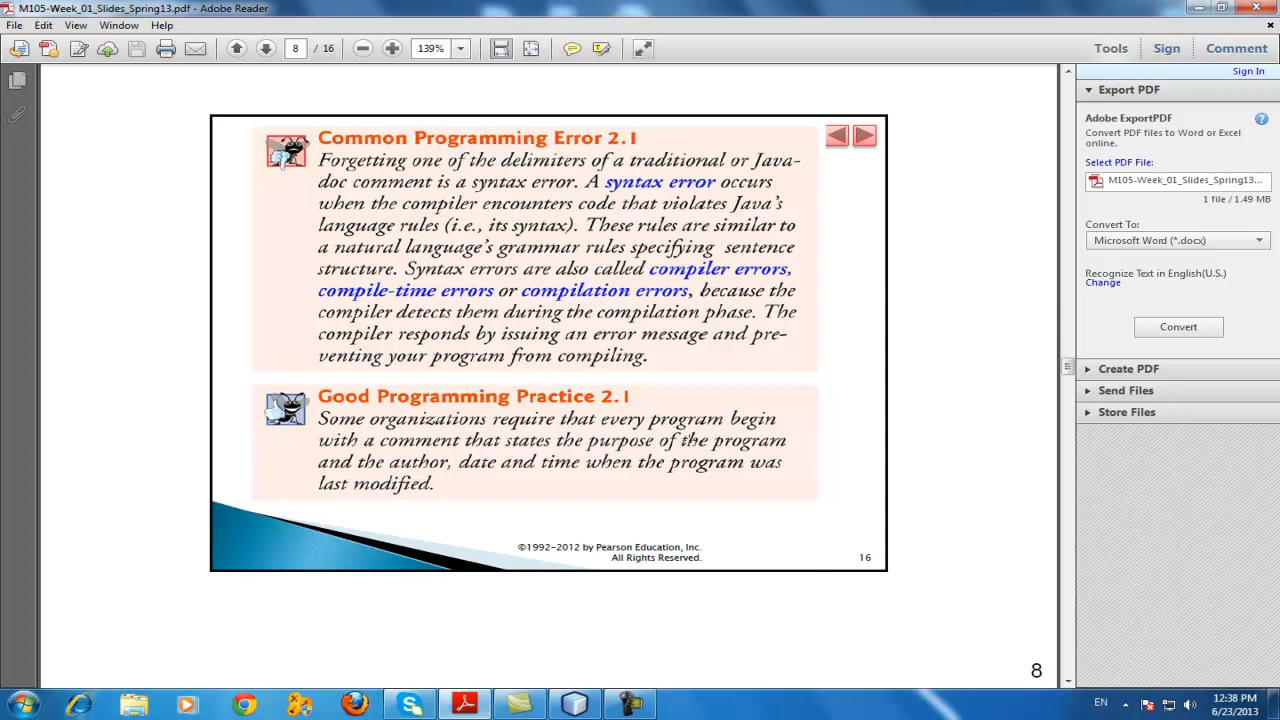 M105-Week_01_Slides_Spring13.pdf - Adobe Reader
File Edit View Window Help
8 / 16 139% Tools Sign Comment
Sign In
Export PDF
Adobe ExportPDF
Convert PDF files to Word or Excel
online.
Select PDF File:
M105-Week_01_Slides_Spring13...
1 file / 1.49 MB
Convert To:
Microsoft Word (*.docx)
Recognize Text in English(U.S.)
Change
Convert
Create PDF
Send Files
Store Files
Common Programming Error 2.1
Forgetting one of the delimiters of a traditional or Java-
doc comment is a syntax error. A syntax error occurs
when the compiler encounters code that violates Java's
language rules (i.e., its syntax). These rules are similar to
a natural language's grammar rules specifying sentence
structure. Syntax errors are also called compiler errors,
compile-time errors or compilation errors, because the
compiler detects them during the compilation phase. The
compiler responds by issuing an error message and pre-
venting your program from compiling.
Good Programming Practice 2.1
Some organizations require that every program begin
with a comment that states the purpose of the program
and the author, date and time when the program was
last modified.
©1992-2012 by Pearson Education, Inc.
All Rights Reserved.
16
8
EN
12:38 PM
6/23/2013